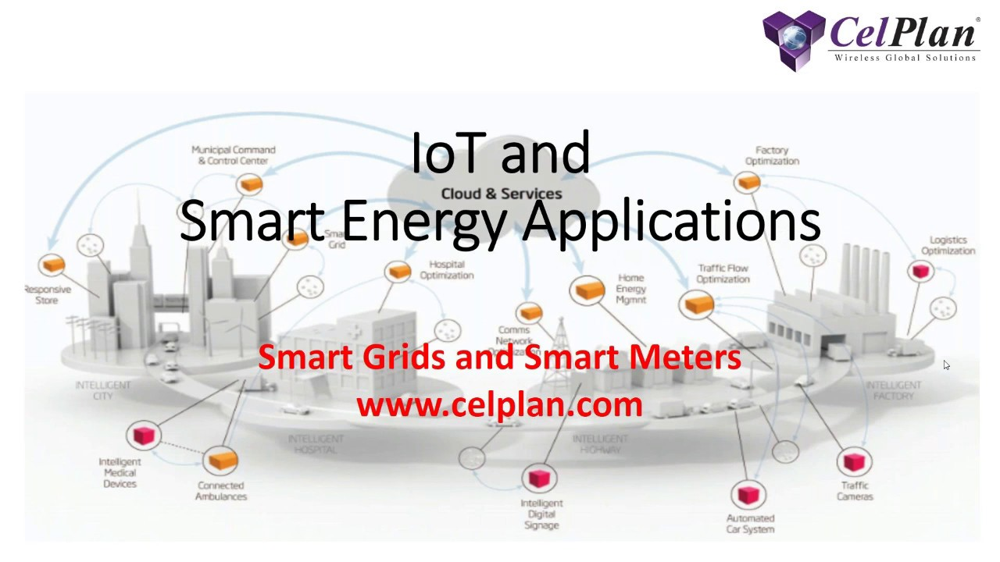 CelPlan®
Wireless Global Solutions
IoT and
Smart Energy Applications
Smart Grids and Smart Meters
www.celplan.com
Cloud & Services
Municipal Command
& Control Center
Factory
Optimization
Smart
Grid
Hospital
Optimization
Logistics
Optimization
Traffic Flow
Optimization
Home
Energy
Mgmnt
Responsive
Store
Comms
Network
Optimization
INTELLIGENT
CITY
INTELLIGENT
FACTORY
INTELLIGENT
HOSPITAL
INTELLIGENT
HIGHWAY
Intelligent
Medical
Devices
Connected
Ambulances
Intelligent
Digital
Signage
Traffic
Cameras
Automated
Car System